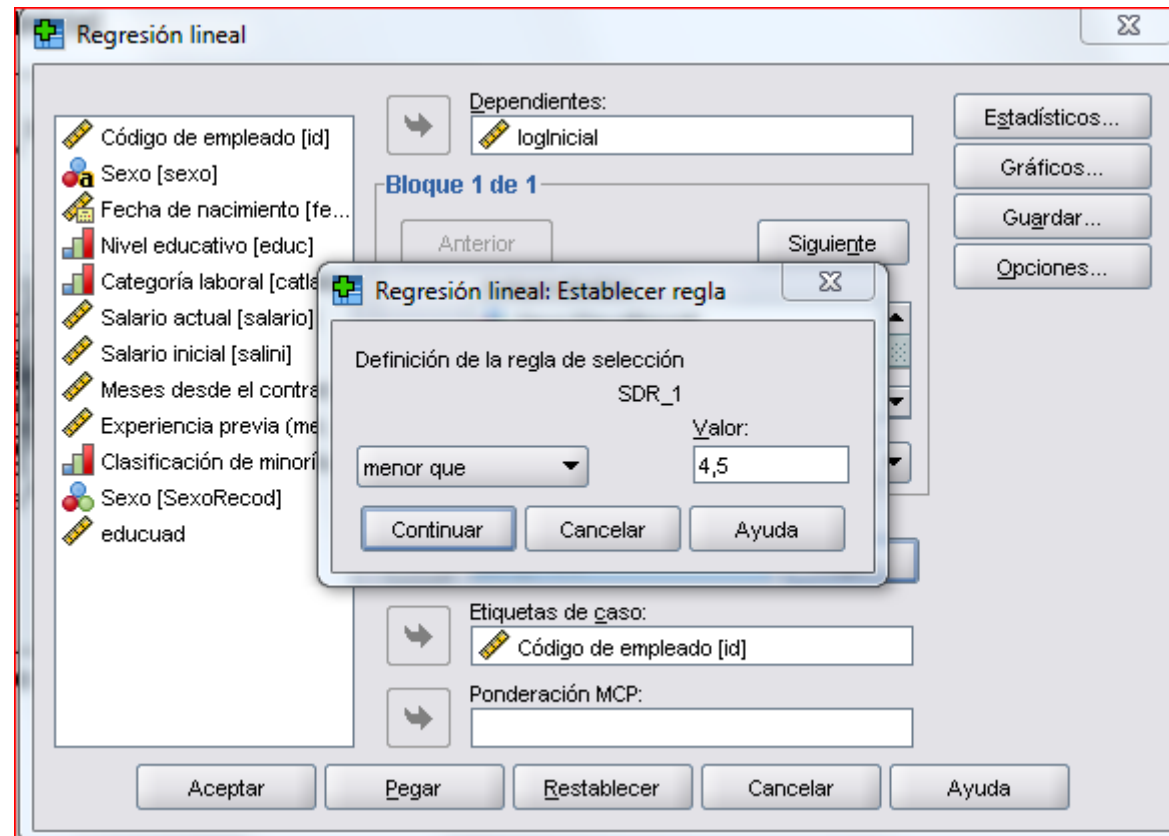 Regresión lineal
Código de empleado [id]
Sexo [sexo]
Fecha de nacimiento [fe...
Nivel educativo [educ]
Categoría laboral [catla
Salario actual [salario]
Salario inicial [salini]
Meses desde el contra
Experiencia previa (me
Clasificación de minorí
Sexo [SexoRecod]
educuad
Dependientes:
logInicial
Bloque 1 de 1
Anterior
Siguiente
Regresión lineal: Establecer regla
Definición de la regla de selección
SDR_1
Valor:
menor que
4,5
Continuar
Cancelar
Ayuda
Etiquetas de caso:
Código de empleado [id]
Ponderación MCP:
Estadísticos...
Gráficos...
Guardar...
Opciones...
Aceptar
Pegar
Restablecer
Cancelar
Ayuda